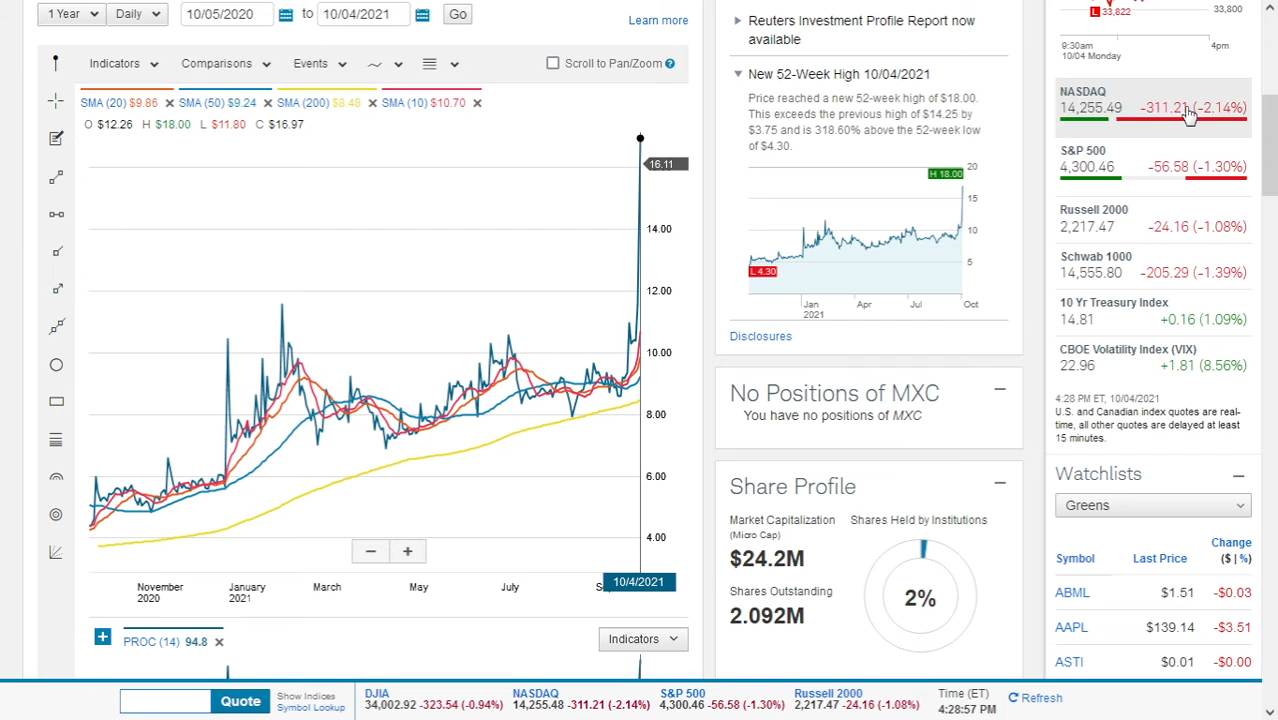 1 Year
Daily
10/05/2020
to
10/04/2021
Go
Learn more
Indicators
Comparisons
Events
Scroll to Pan/Zoom
SMA (20) $9.86
SMA (50) $9.24
SMA (200) $8.48
SMA (10) $10.70
O $12.26 H $18.00 L $11.80 C $16.97
16.11
14.00
12.00
10.00
8.00
6.00
4.00
November
2020
January
2021
March
May
July
10/4/2021
PROC (14) 94.8
Indicators
Reuters Investment Profile Report now
available
New 52-Week High 10/04/2021
Price reached a new 52-week high of $18.00.
This exceeds the previous high of $14.25 by
$3.75 and is 318.60% above the 52-week low
of $4.30.
H 18.00
20
15
10
5
L 4.30
Jan
2021
Apr
Jul
Oct
Disclosures
No Positions of MXC
You have no positions of MXC
Share Profile
Market Capitalization
(Micro Cap)
$24.2M
Shares Outstanding
2.092M
Shares Held by Institutions
2%
L 33,822
33,800
9:30am
4pm
10/04 Monday
NASDAQ
14,255.49 -311.21 (-2.14%)
S&P 500
4,300.46 -56.58 (-1.30%)
Russell 2000
2,217.47 -24.16 (-1.08%)
Schwab 1000
14,555.80 -205.29 (-1.39%)
10 Yr Treasury Index
14.81 +0.16 (1.09%)
CBOE Volatility Index (VIX)
22.96 +1.81 (8.56%)
4:28 PM ET, 10/04/2021
U.S. and Canadian index quotes are real-
time, all other quotes are delayed at least
15 minutes.
Watchlists
Greens
Symbol Last Price Change
($ | %)
ABML $1.51 -$0.03
AAPL $139.14 -$3.51
ASTI $0.01 -$0.00
Quote
Show Indices
Symbol Lookup
DJIA
34,002.92 -323.54 (-0.94%)
NASDAQ
14,255.48 -311.21 (-2.14%)
S&P 500
4,300.46 -56.58 (-1.30%)
Russell 2000
2,217.47 -24.16 (-1.08%)
Time (ET)
4:28:57 PM
Refresh